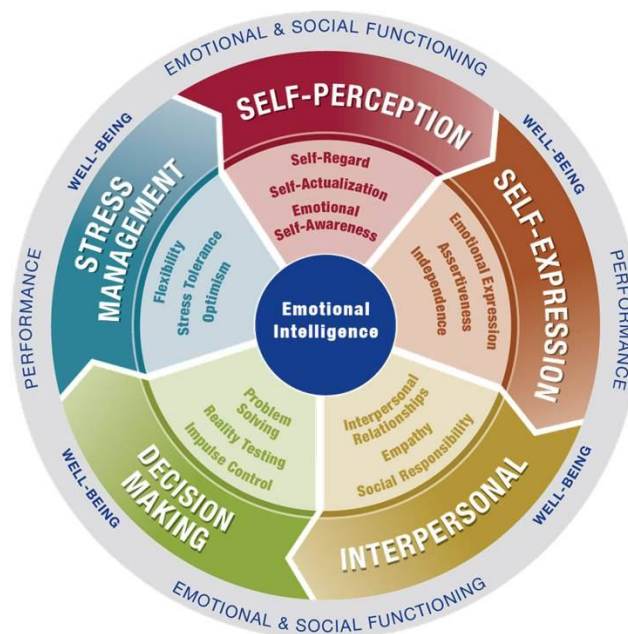 EMOTIONAL & SOCIAL FUNCTIONING
WELL-BEING
WELL-BEING
PERFORMANCE
PERFORMANCE
WELL-BEING
WELL-BEING
EMOTIONAL & SOCIAL FUNCTIONING
SELF-PERCEPTION
Self-Regard
Self-Actualization
Emotional
Self-Awareness
SELF-EXPRESSION
Emotional Expression
Assertiveness
Independence
INTERPERSONAL
Interpersonal
Relationships
Empathy
Social Responsibility
DECISION
MAKING
Problem
Solving
Reality Testing
Impulse Control
STRESS
MANAGEMENT
Flexibility
Stress Tolerance
Optimism
Emotional
Intelligence